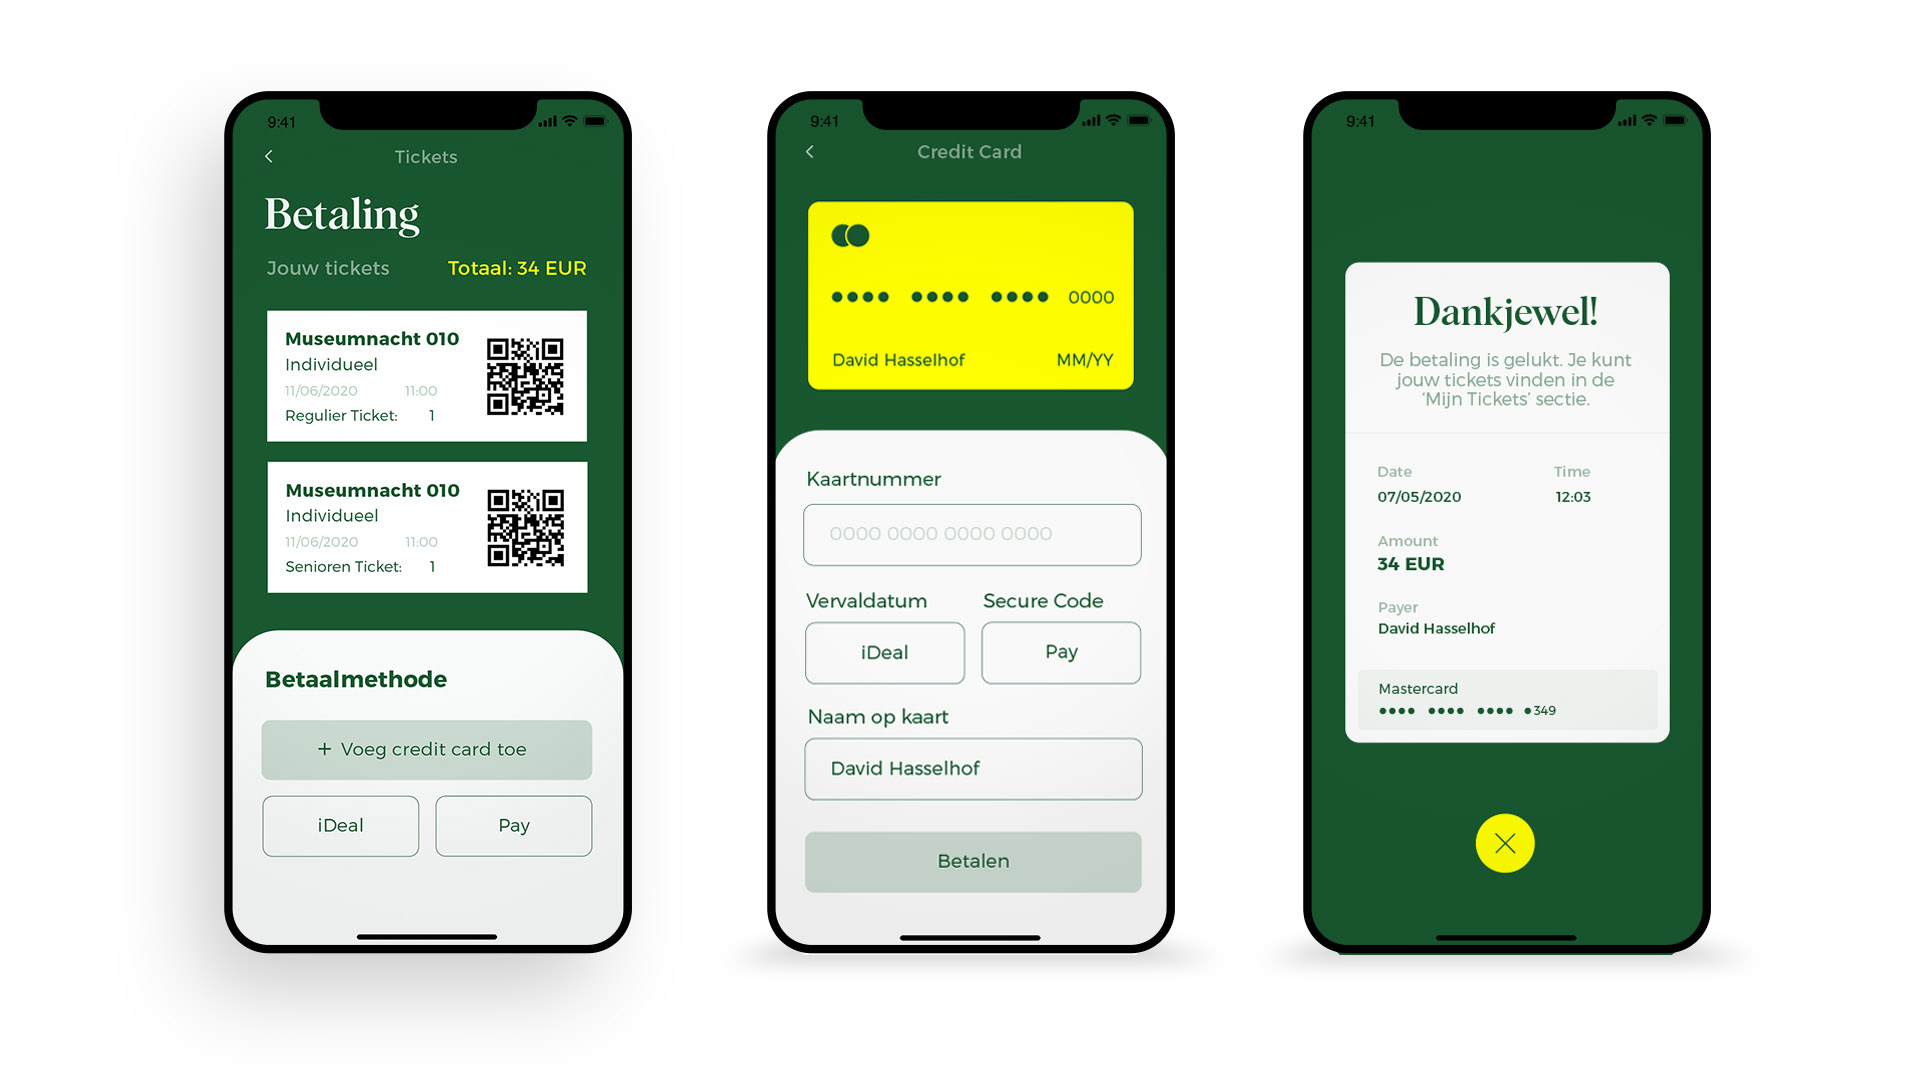 9:41
Tickets
Betaling
Jouw tickets Totaal: 34 EUR
Museumnacht 010
Individueel
11/06/2020 11:00
Regulier Ticket: 1
Museumnacht 010
Individueel
11/06/2020 11:00
Senioren Ticket: 1
Betaalmethode
+ Voeg credit card toe
iDeal Pay
9:41
Credit Card
•••• •••• •••• 0000
David Hasselhof MM/YY
Kaartnummer
0000 0000 0000 0000
Vervaldatum Secure Code
iDeal Pay
Naam op kaart
David Hasselhof
Betalen
9:41
Dankjewel!
De betaling is gelukt. Je kunt
jouw tickets vinden in de
‘Mijn Tickets’ sectie.
Date Time
07/05/2020 12:03
Amount
34 EUR
Payer
David Hasselhof
Mastercard
•••• •••• •••• •349